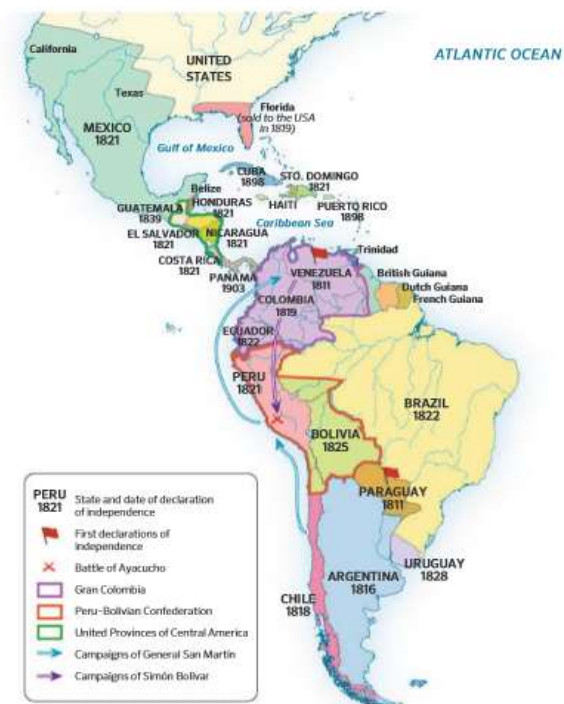 California
UNITED
STATES
ATLANTIC OCEAN
Texas
Florida
(sold to the USA
in 1819)
MEXICO
1821
Gulf of Mexico
CUBA
1898
STO. DOMINGO
1821
Belize
HAITI
PUERTO RICO
1898
GUATEMALA
1839
HONDURAS
1821
Caribbean Sea
EL SALVADOR
1821
NICARAGUA
1821
COSTA RICA
1821
PANAMA
1903
Trinidad
VENEZUELA
1811
British Guiana
Dutch Guiana
French Guiana
COLOMBIA
1819
ECUADOR
1822
PERU
1821
BRAZIL
1822
BOLIVIA
1825
PARAGUAY
1811
URUGUAY
1828
ARGENTINA
1816
CHILE
1818
PERU
1821
State and date of declaration
of independence
First declarations of
independence
Battle of Ayacucho
Gran Colombia
Peru-Bolivian Confederation
United Provinces of Central America
Campaigns of General San Martín
Campaigns of Simón Bolívar